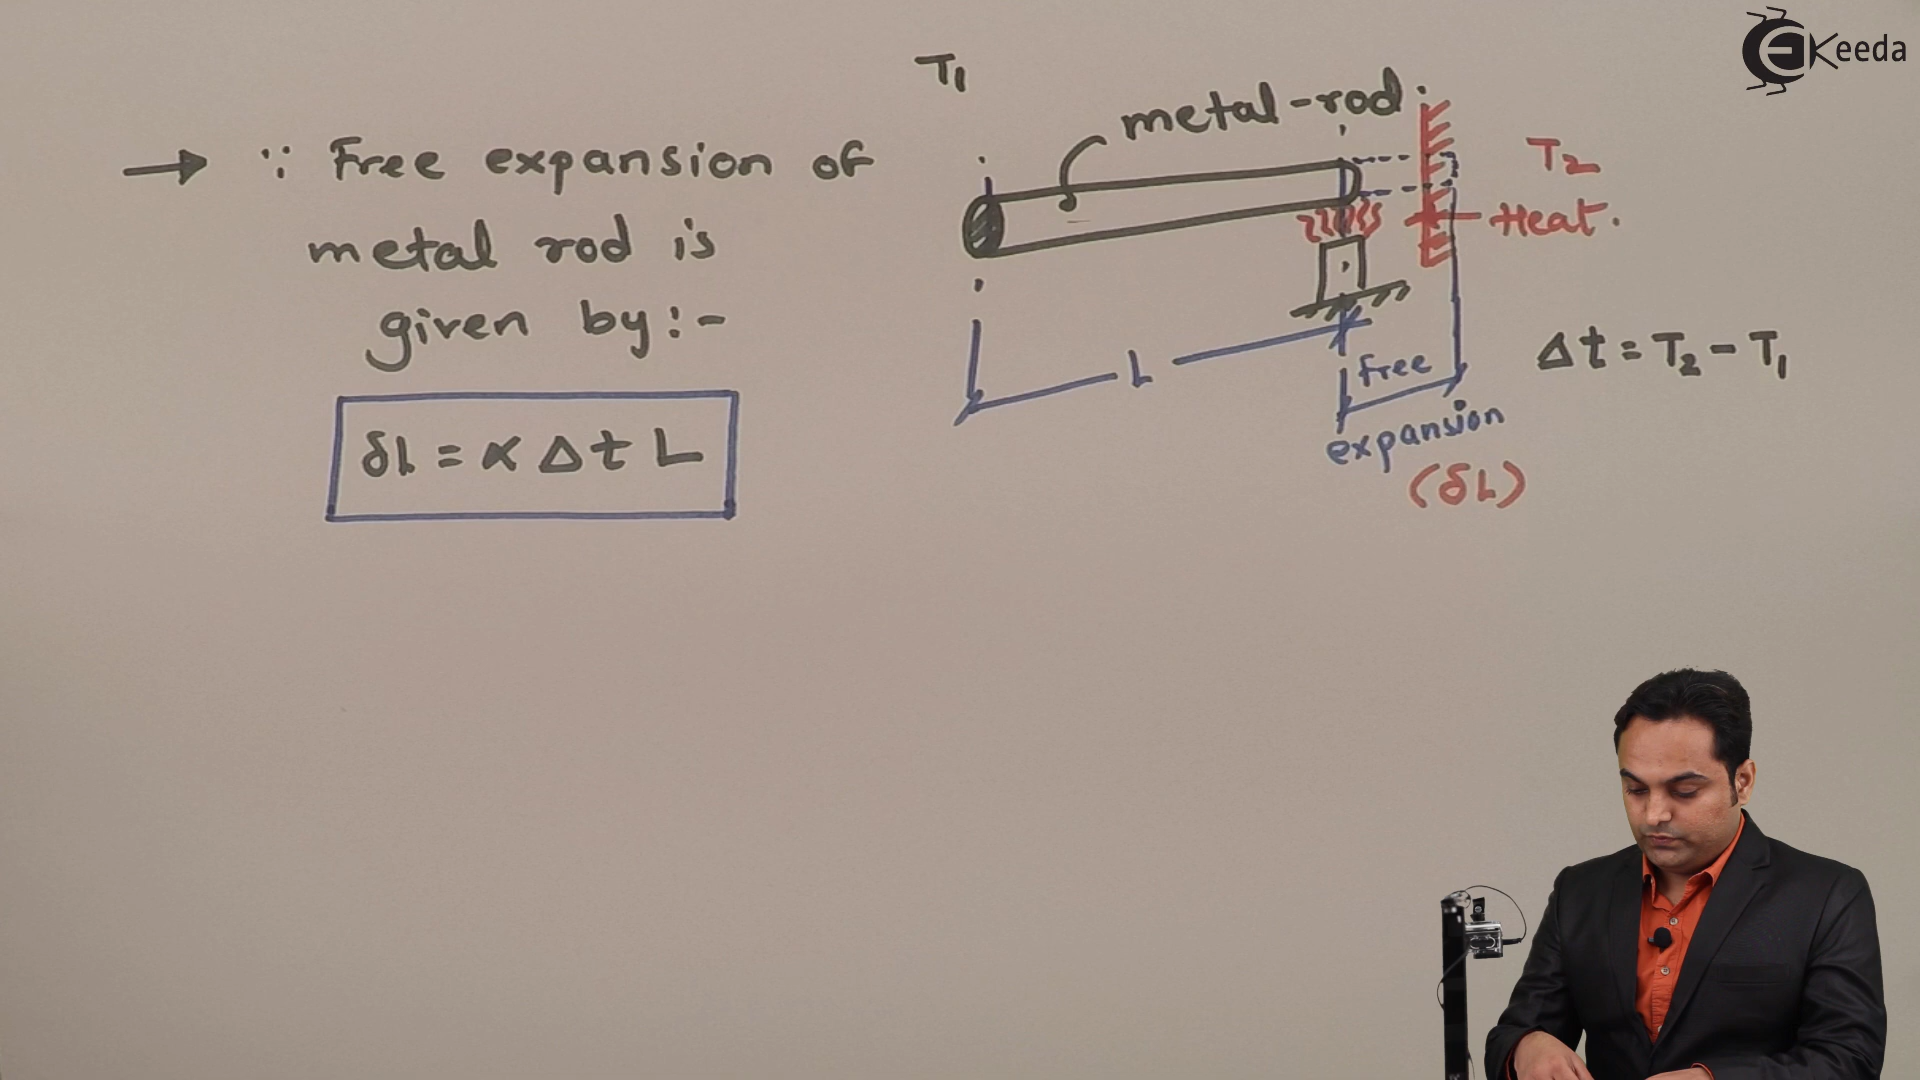 EKeeda
T₁
metal-rod.
→ ∵ Free expansion of
metal rod is
given by:-
δL = α Δt L
T₂
Heat.
Δt = T₂ - T₁
L
Free
expansion
(δL)